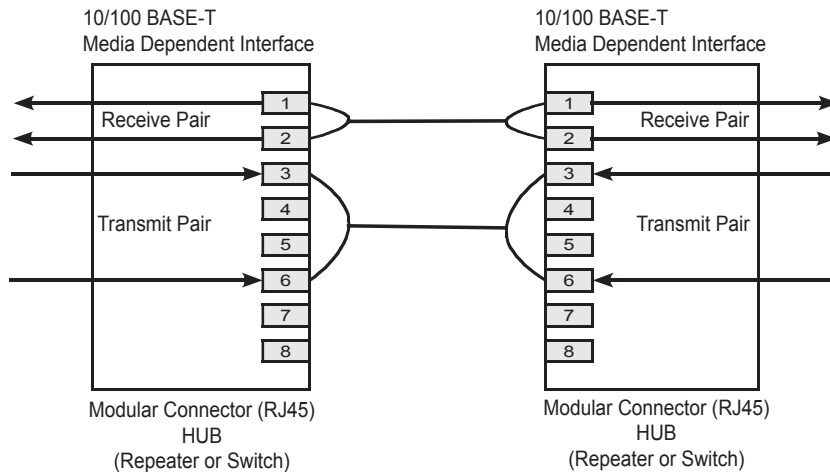 10/100 BASE-T
Media Dependent Interface
1
Receive Pair
2
3
4
Transmit Pair
5
6
7
8
Modular Connector (RJ45)
HUB
(Repeater or Switch)
10/100 BASE-T
Media Dependent Interface
1
Receive Pair
2
3
4
Transmit Pair
5
6
7
8
Modular Connector (RJ45)
HUB
(Repeater or Switch)